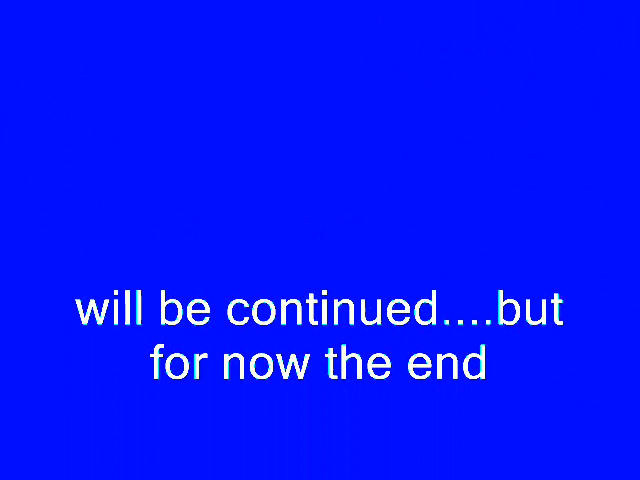 will be continued....but
for now the end